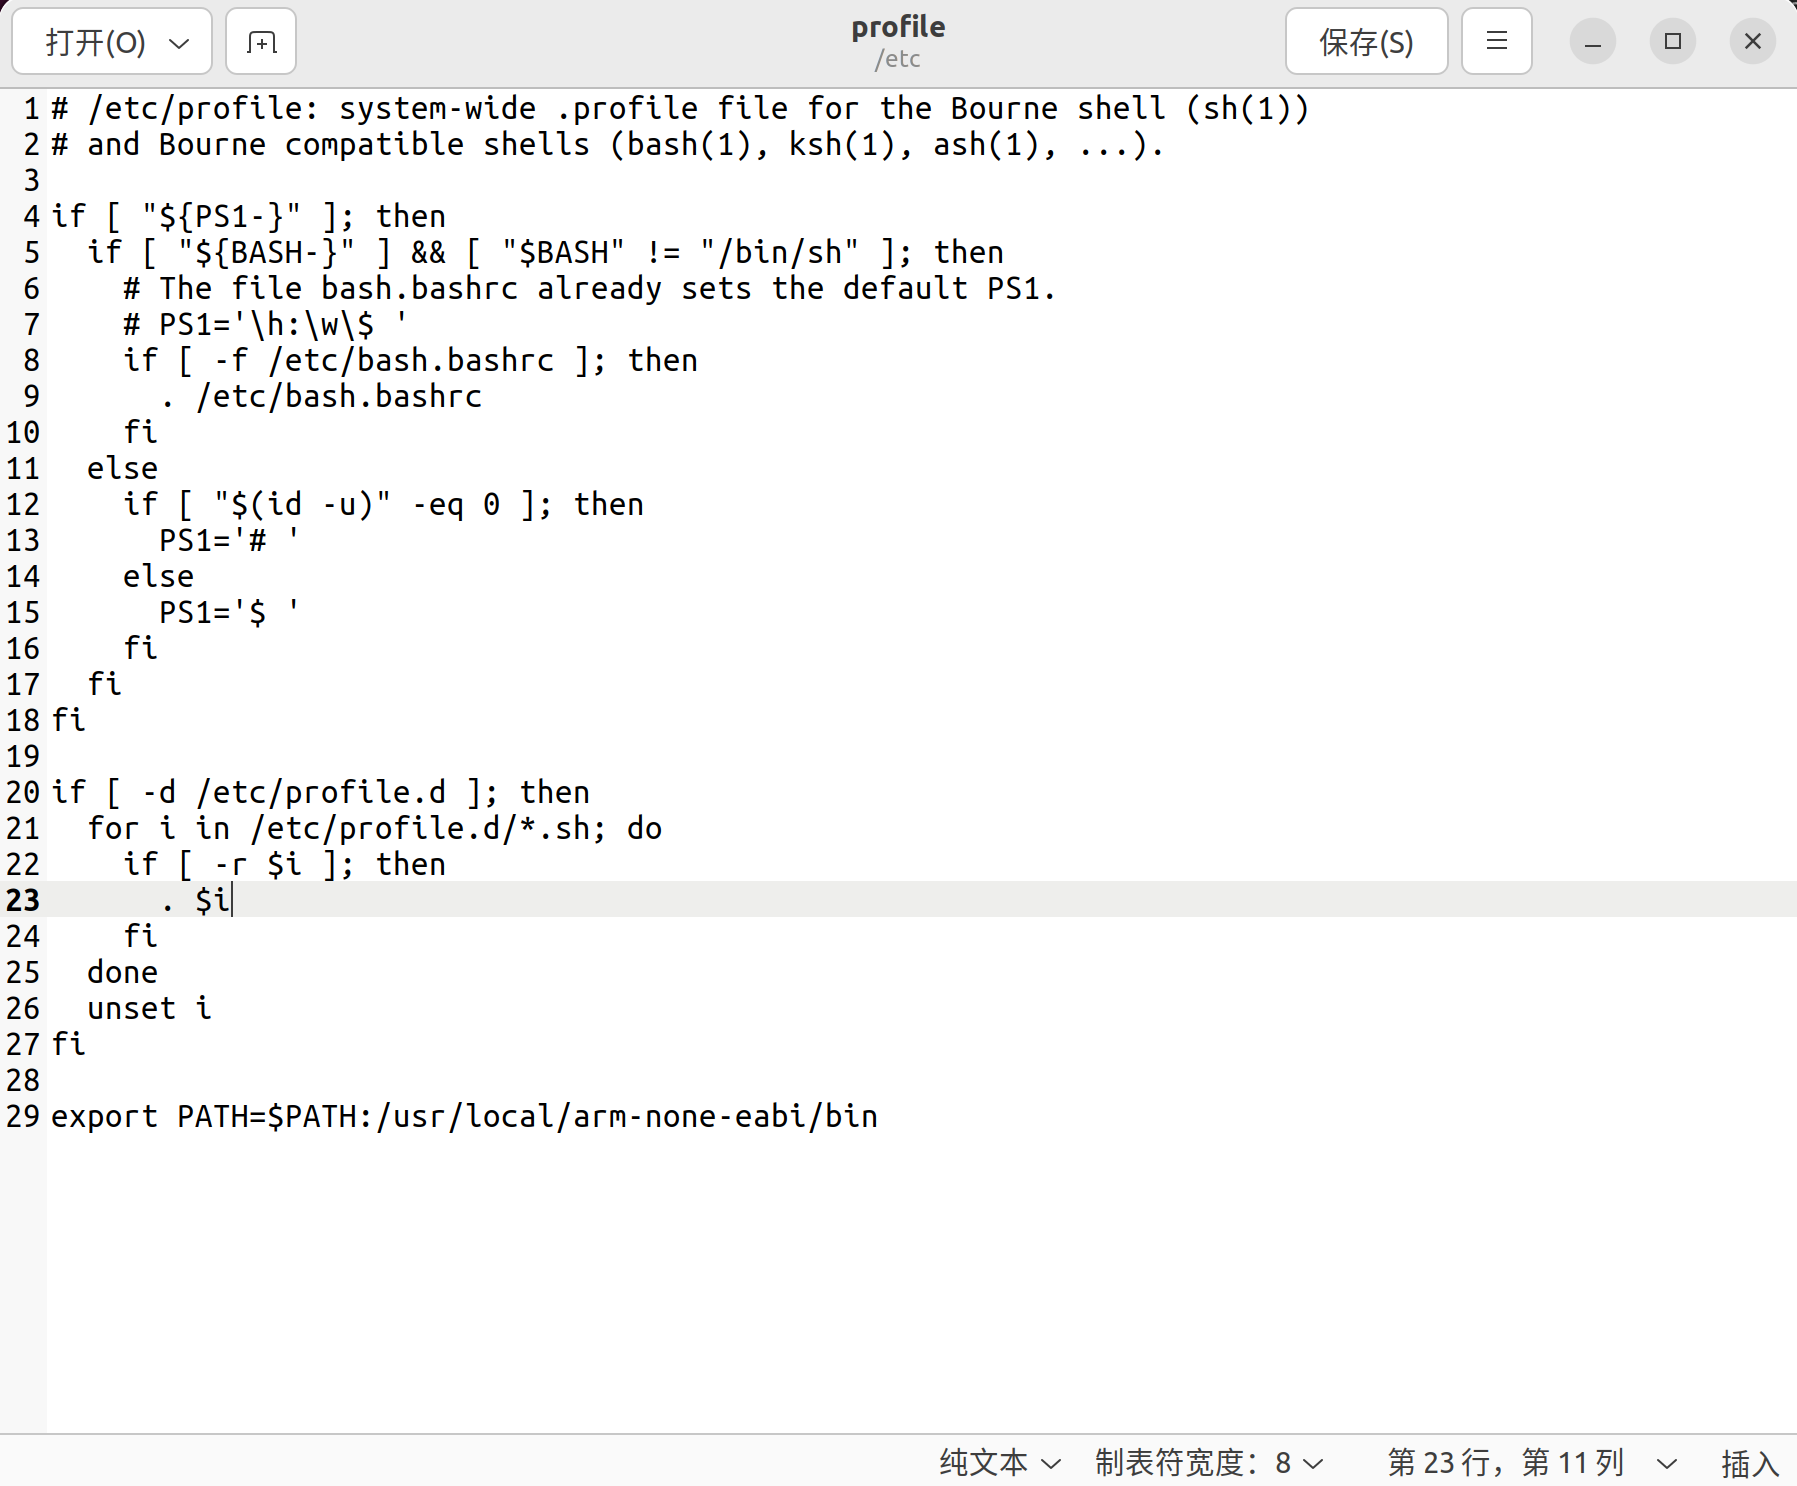 打开(O)
profile
/etc
保存(S)
1 # /etc/profile: system-wide .profile file for the Bourne shell (sh(1))
2 # and Bourne compatible shells (bash(1), ksh(1), ash(1), ...).
3
4 if [ "${PS1-}" ]; then
5   if [ "${BASH-}" ] && [ "$BASH" != "/bin/sh" ]; then
6     # The file bash.bashrc already sets the default PS1.
7     # PS1='\h:\w\$ '
8     if [ -f /etc/bash.bashrc ]; then
9       . /etc/bash.bashrc
10     fi
11   else
12     if [ "$(id -u)" -eq 0 ]; then
13       PS1='# '
14     else
15       PS1='$ '
16     fi
17   fi
18 fi
19
20 if [ -d /etc/profile.d ]; then
21   for i in /etc/profile.d/*.sh; do
22     if [ -r $i ]; then
23       . $i
24     fi
25   done
26   unset i
27 fi
28
29 export PATH=$PATH:/usr/local/arm-none-eabi/bin
纯文本 制表符宽度：8 第 23 行，第 11 列 插入